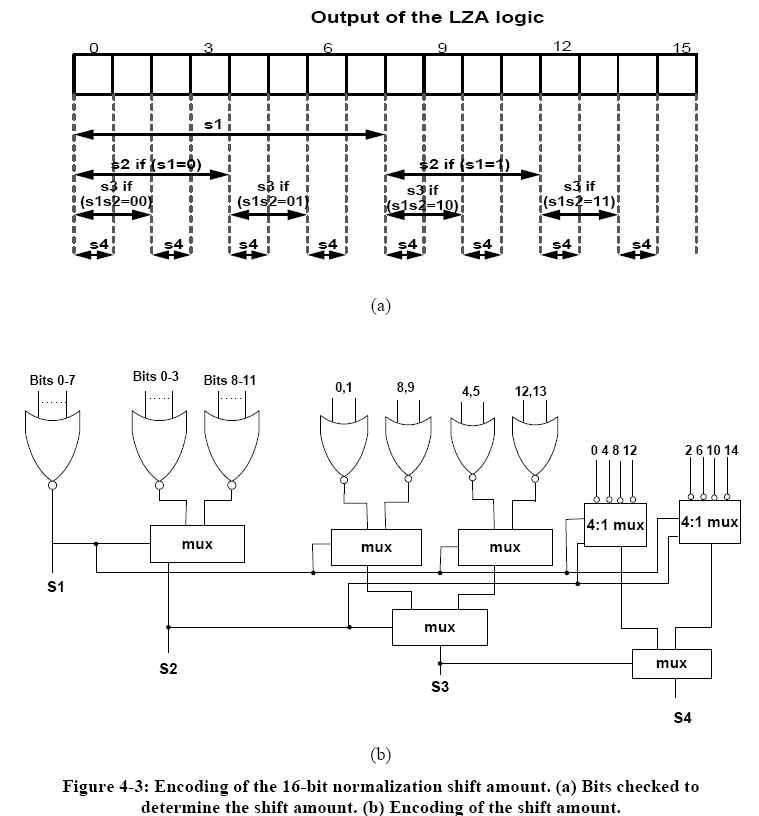 Output of the LZA logic
0 3 6 9 12 15
s1
s2 if (s1=0) s2 if (s1=1)
s3 if s3 if s3 if s3 if
(s1s2=00) (s1s2=01) (s1s2=10) (s1s2=11)
s4 s4 s4 s4 s4 s4 s4 s4
(a)
Bits 0-7 Bits 0-3 Bits 8-11 0,1 8,9 4,5 12,13
0 4 8 12 2 6 10 14
4:1 mux 4:1 mux
mux mux mux
S1
mux
S2
mux
S3
S4
(b)
Figure 4-3: Encoding of the 16-bit normalization shift amount. (a) Bits checked to
determine the shift amount. (b) Encoding of the shift amount.